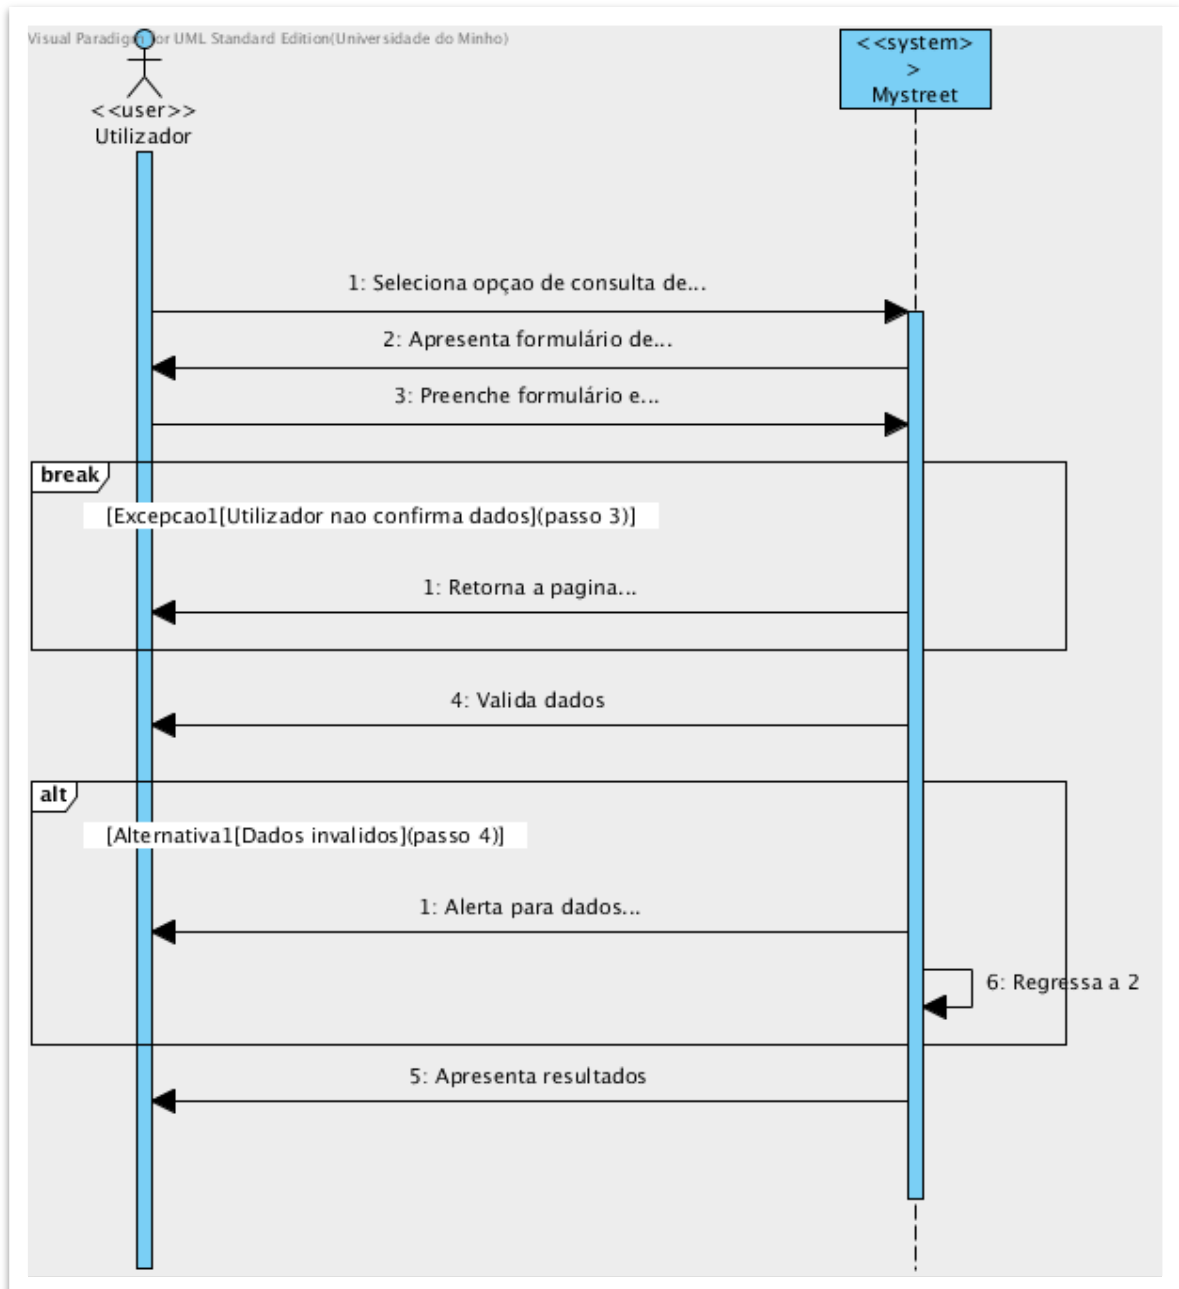 Visual Paradigm for UML Standard Edition(Universidade do Minho)
<<user>>
Utilizador
<<system>
>
Mystreet
1: Seleciona opçao de consulta de...
2: Apresenta formulário de...
3: Preenche formulário e...
break
[Excepcao1[Utilizador nao confirma dados](passo 3)]
1: Retorna a pagina...
4: Valida dados
alt
[Alternativa1[Dados invalidos](passo 4)]
1: Alerta para dados...
6: Regressa a 2
5: Apresenta resultados